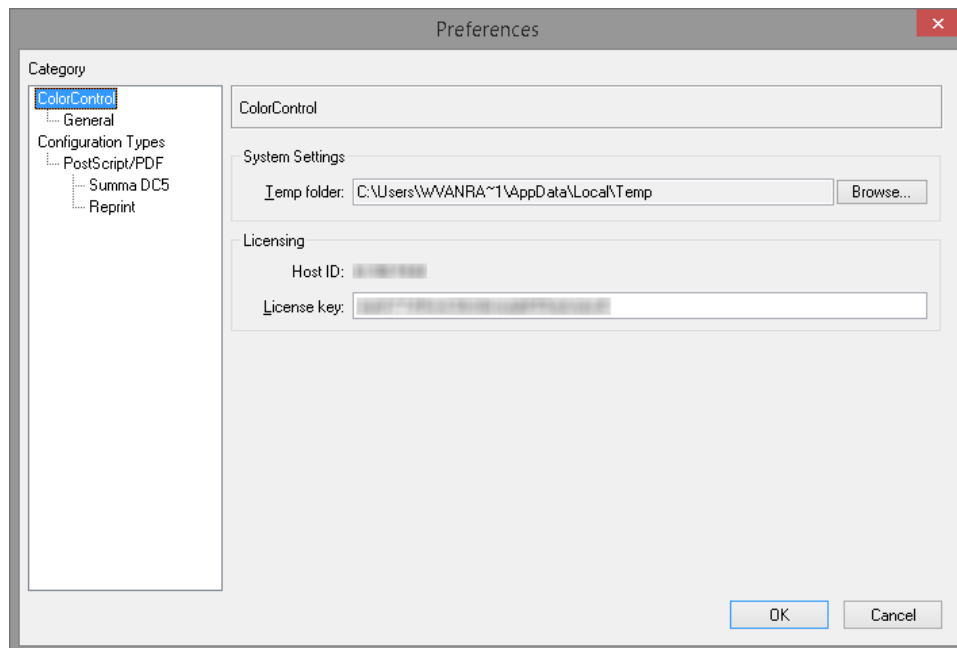 Preferences
Category
ColorControl
General
Configuration Types
PostScript/PDF
Summa DC5
Reprint
ColorControl
System Settings
Temp folder: C:\Users\WVANRA~1\AppData\Local\Temp Browse...
Licensing
Host ID:
License key:
OK Cancel